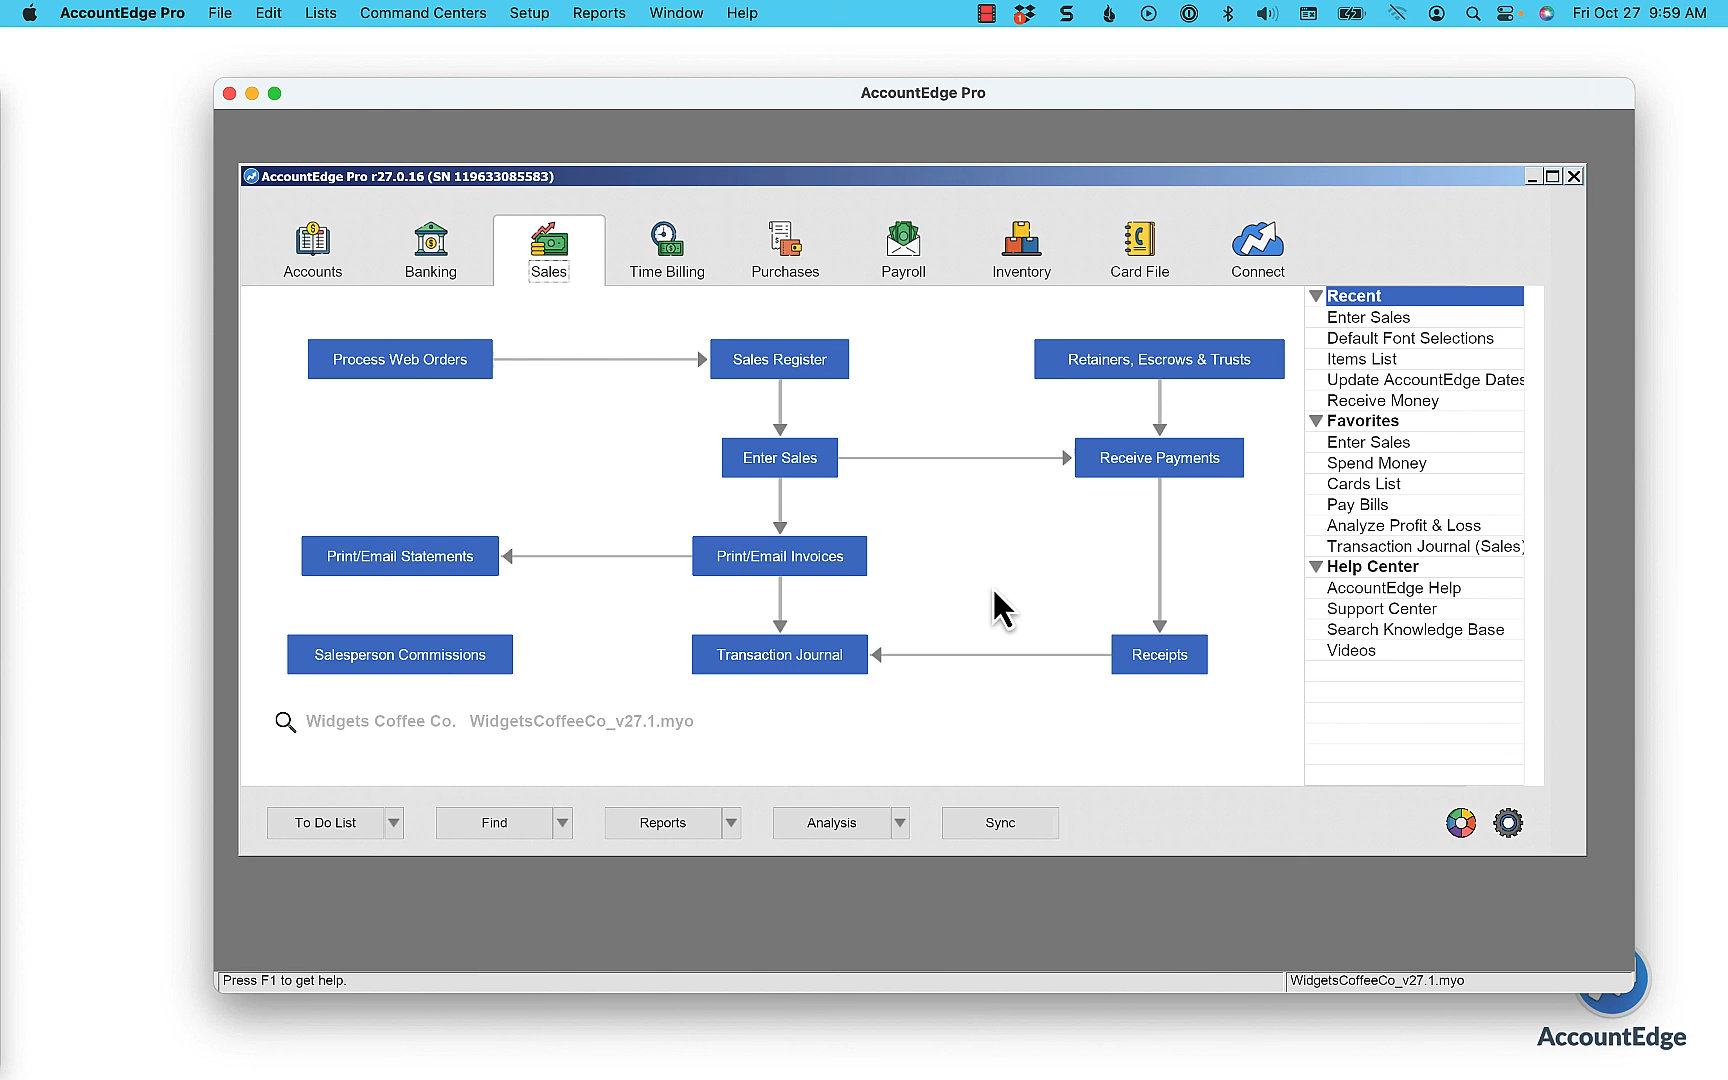 AccountEdge Pro File Edit Lists Command Centers Setup Reports Window Help 1 Fri Oct 27 9:59 AM
AccountEdge Pro
AccountEdge Pro r27.0.16 (SN 119633085583)
Accounts Banking Sales Time Billing Purchases Payroll Inventory Card File Connect
Process Web Orders Sales Register Retainers, Escrows & Trusts
Enter Sales Receive Payments
Print/Email Statements Print/Email Invoices
Salesperson Commissions Transaction Journal Receipts
Widgets Coffee Co. WidgetsCoffeeCo_v27.1.myo
Recent
Enter Sales
Default Font Selections
Items List
Update AccountEdge Dates
Receive Money
Favorites
Enter Sales
Spend Money
Cards List
Pay Bills
Analyze Profit & Loss
Transaction Journal (Sales)
Help Center
AccountEdge Help
Support Center
Search Knowledge Base
Videos
To Do List Find Reports Analysis Sync
Press F1 to get help. WidgetsCoffeeCo_v27.1.myo
AccountEdge